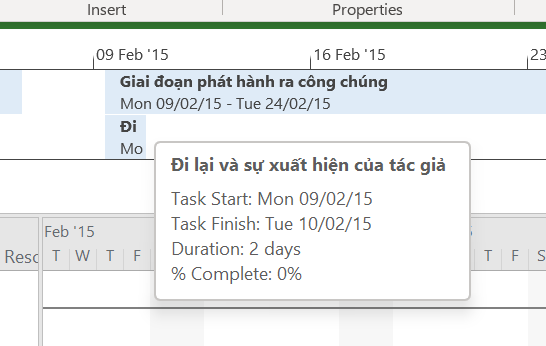 Insert Properties
09 Feb '15 16 Feb '15 23
Giai đoạn phát hành ra công chúng
Mon 09/02/15 - Tue 24/02/15
Đi
Mo
Đi lại và sự xuất hiện của tác giả
Task Start: Mon 09/02/15
Task Finish: Tue 10/02/15
Duration: 2 days
% Complete: 0%
Feb '15
Resc T W T F T F S